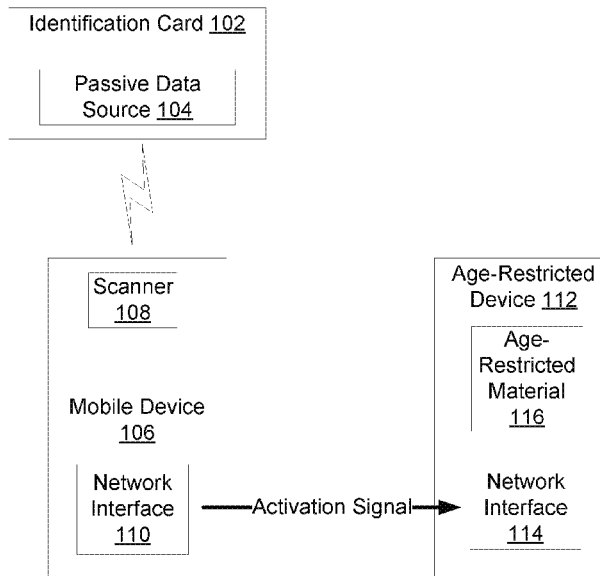 Identification Card 102
Passive Data
Source 104
Scanner
108
Mobile Device
106
Network
Interface
110
Activation Signal
Age-Restricted
Device 112
Age-
Restricted
Material
116
Network
Interface
114